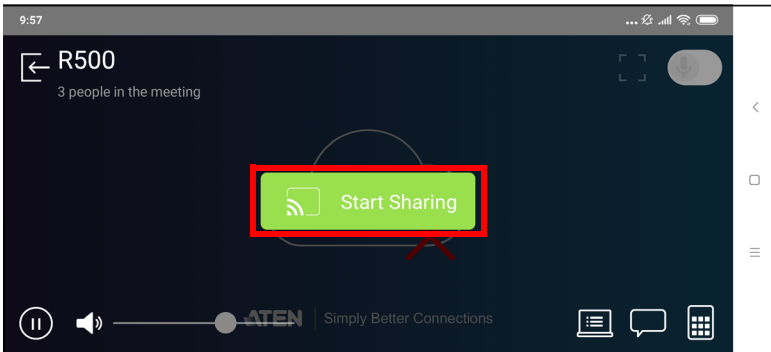 9:57
R500
3 people in the meeting
Start Sharing
ATEN Simply Better Connections